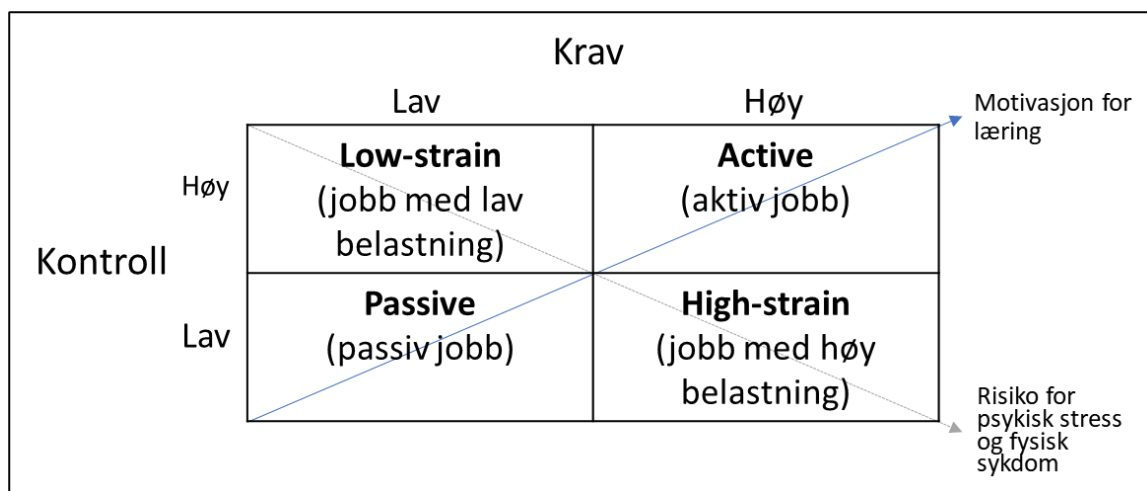 Krav
Lav
Høy
Motivasjon for
læring
Low-strain
(jobb med lav
belastning)
Active
(aktiv jobb)
Høy
Kontroll
Lav
Passive
(passiv jobb)
High-strain
(jobb med høy
belastning)
Risiko for
psykisk stress
og fysisk
sykdom